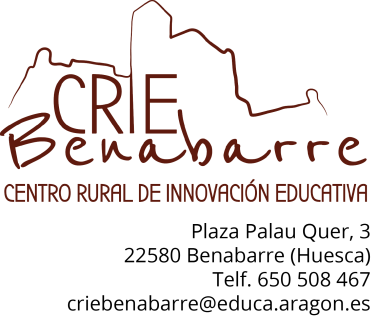 CRIE
Benabarre
CENTRO RURAL DE INNOVACIÓN EDUCATIVA
Plaza Palau Quer, 3
22580 Benabarre (Huesca)
Telf. 650 508 467
criebenabarre@educa.aragon.es